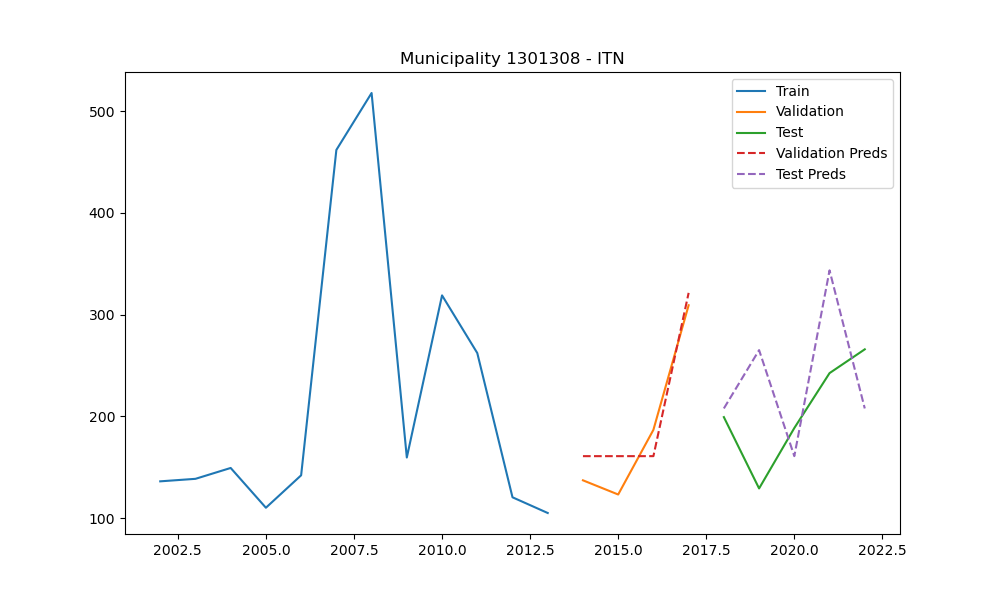 Municipality 1301308 - ITN
Train
Validation
Test
Validation Preds
Test Preds
500
400
300
200
100
2002.5 2005.0 2007.5 2010.0 2012.5 2015.0 2017.5 2020.0 2022.5